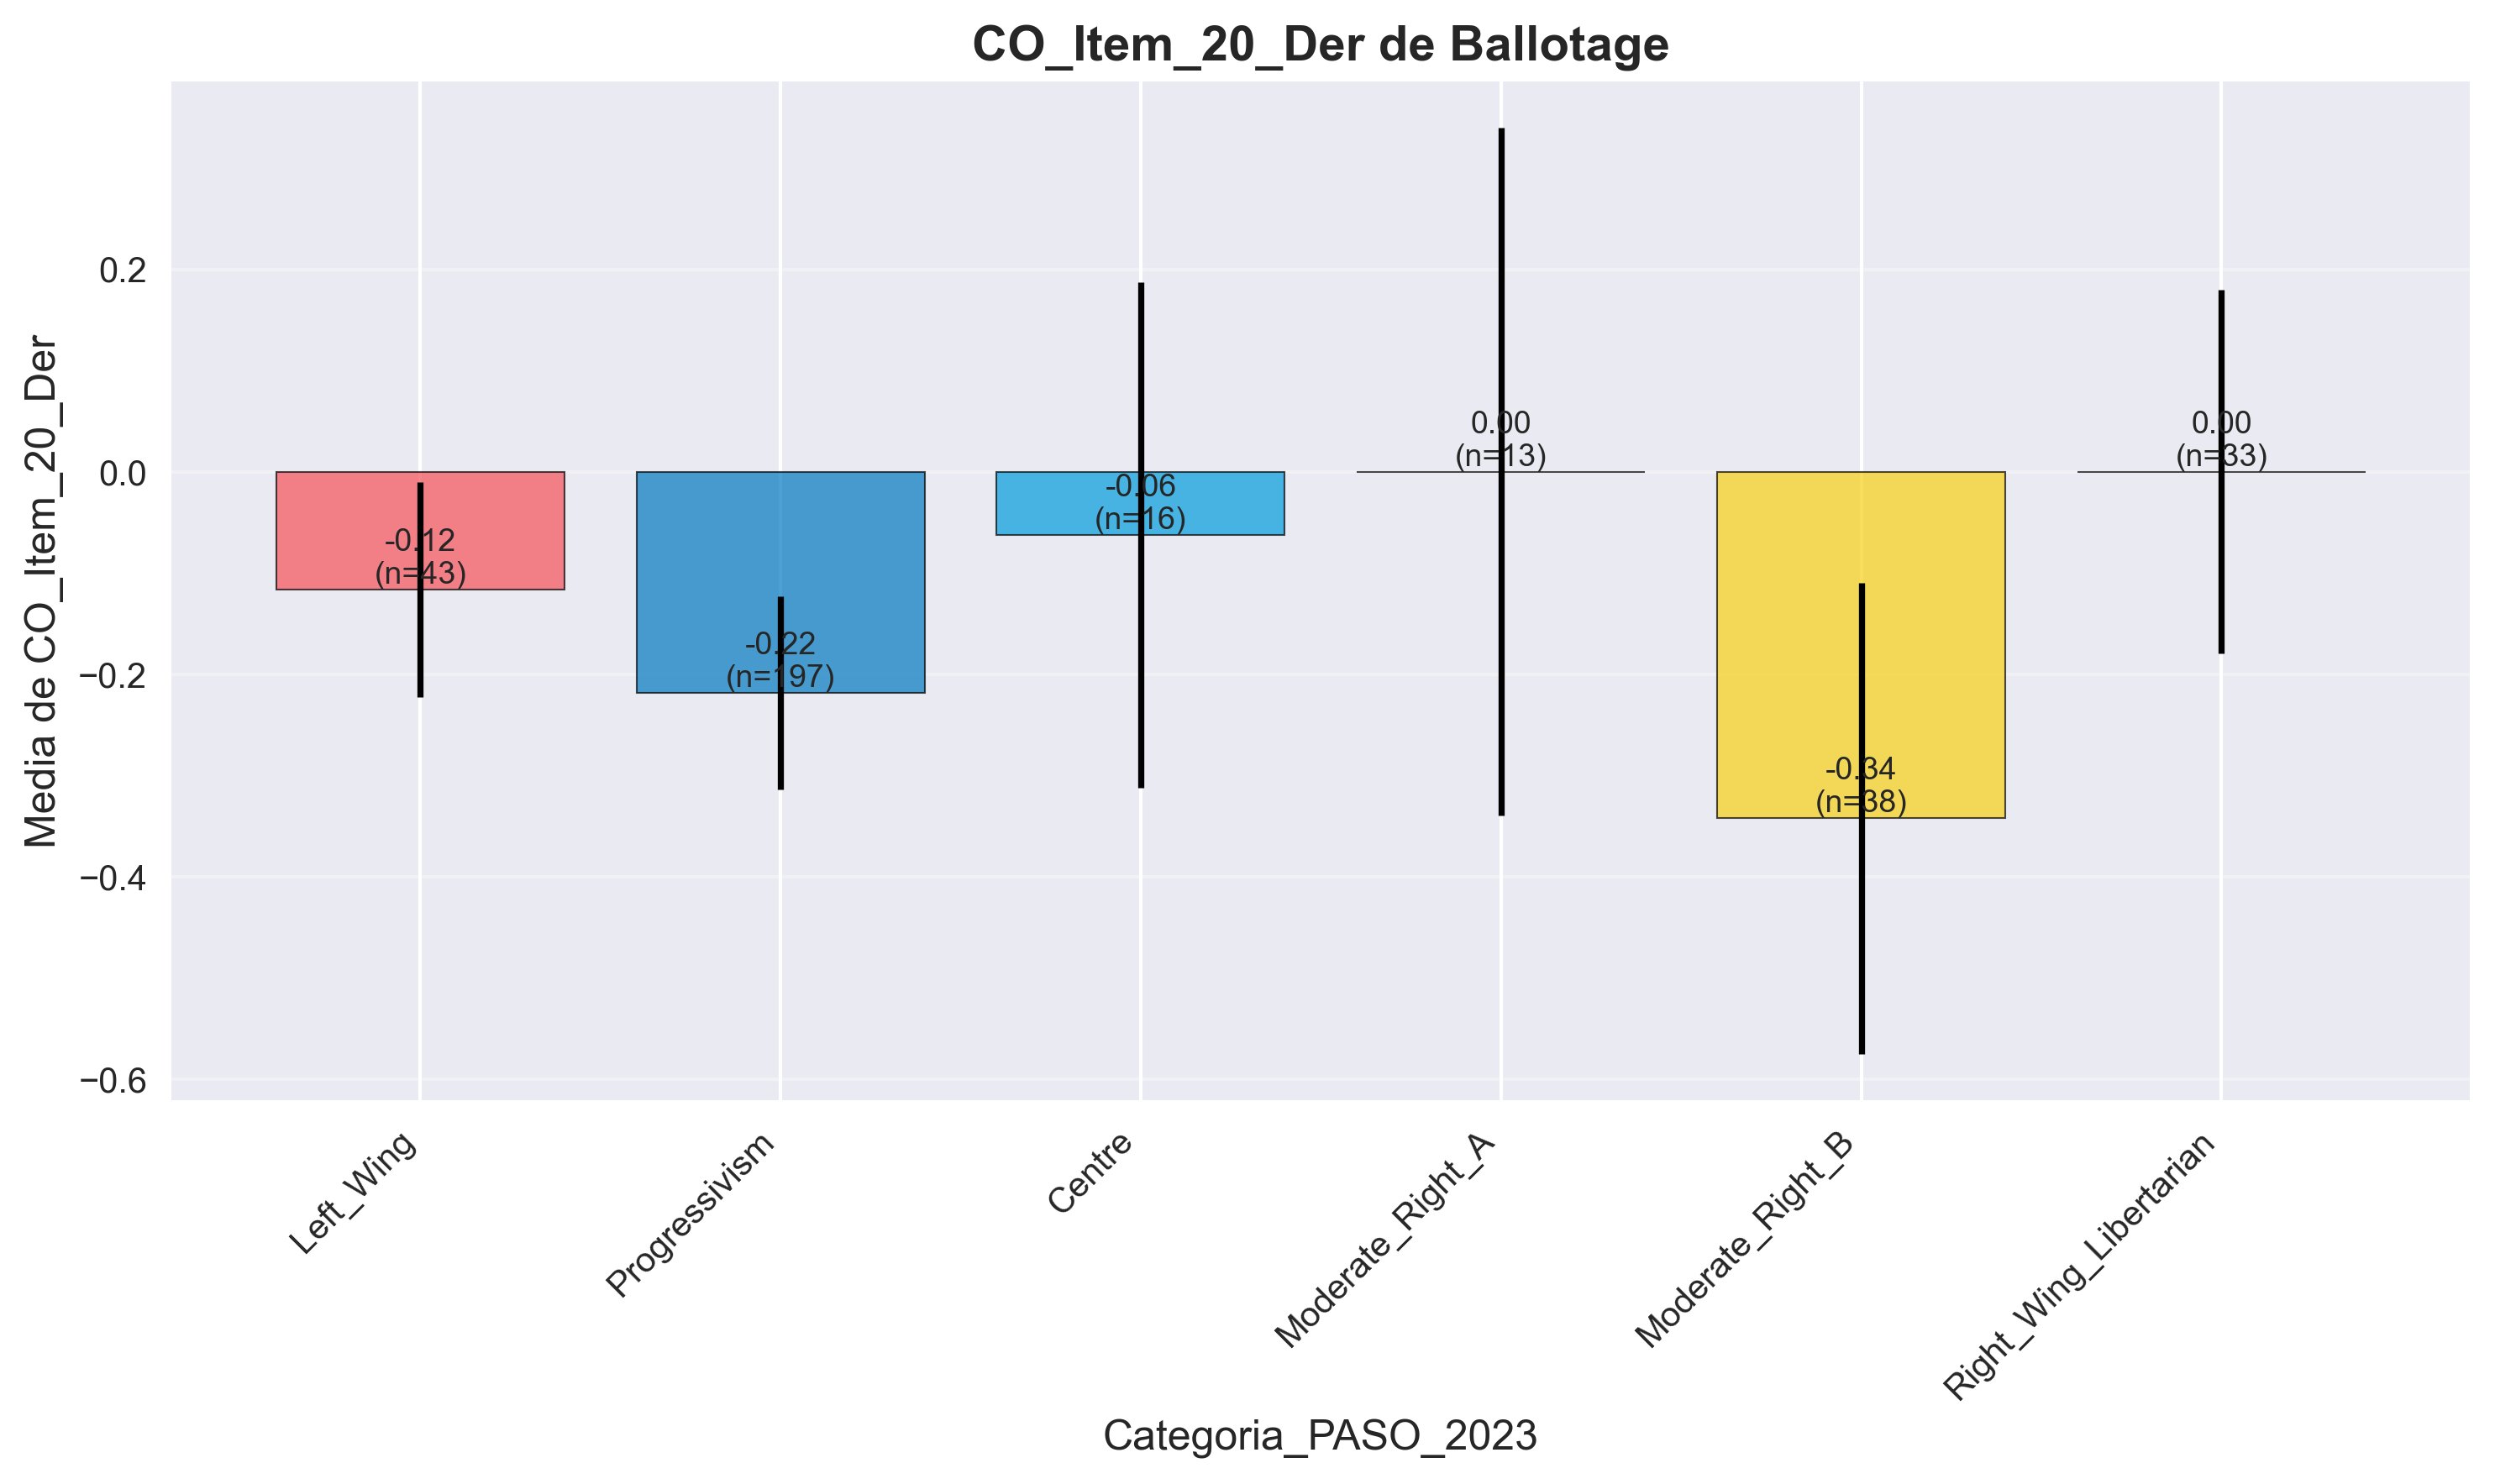 CO_Item_20_Der de Ballotage
Media de CO_Item_20_Der
0.2
0.0
−0.2
−0.4
−0.6
-0.12
(n=43)
-0.22
(n=197)
-0.06
(n=16)
0.00
(n=13)
-0.34
(n=38)
0.00
(n=33)
Left_Wing
Progressivism
Centre
Moderate_Right_A
Moderate_Right_B
Right_Wing_Libertarian
Categoria_PASO_2023